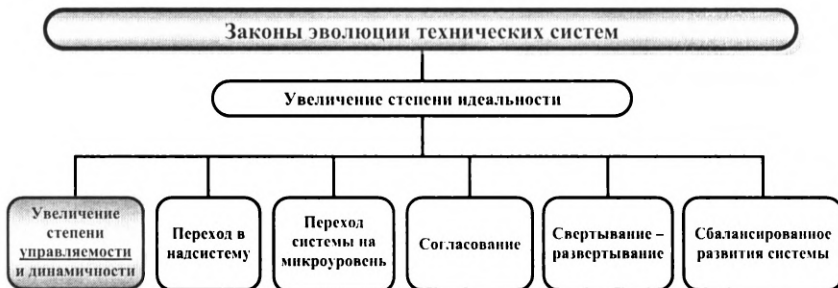 Законы эволюции технических систем
Увеличение степени идеальности
Увеличение
степени
управляемости
и динамичности
Переход в
надсистему
Переход
системы на
микроуровень
Согласование
Свертывание –
развертывание
Сбалансированное
развития системы